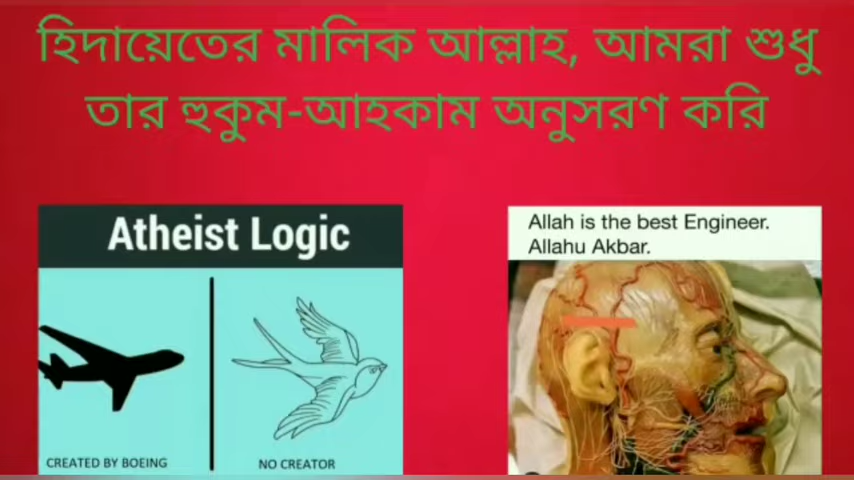 হিদায়েতের মালিক আল্লাহ, আমরা শুধু
তার হুকুম-আহকাম অনুসরণ করি
Atheist Logic
CREATED BY BOEING
NO CREATOR
Allah is the best Engineer.
Allahu Akbar.